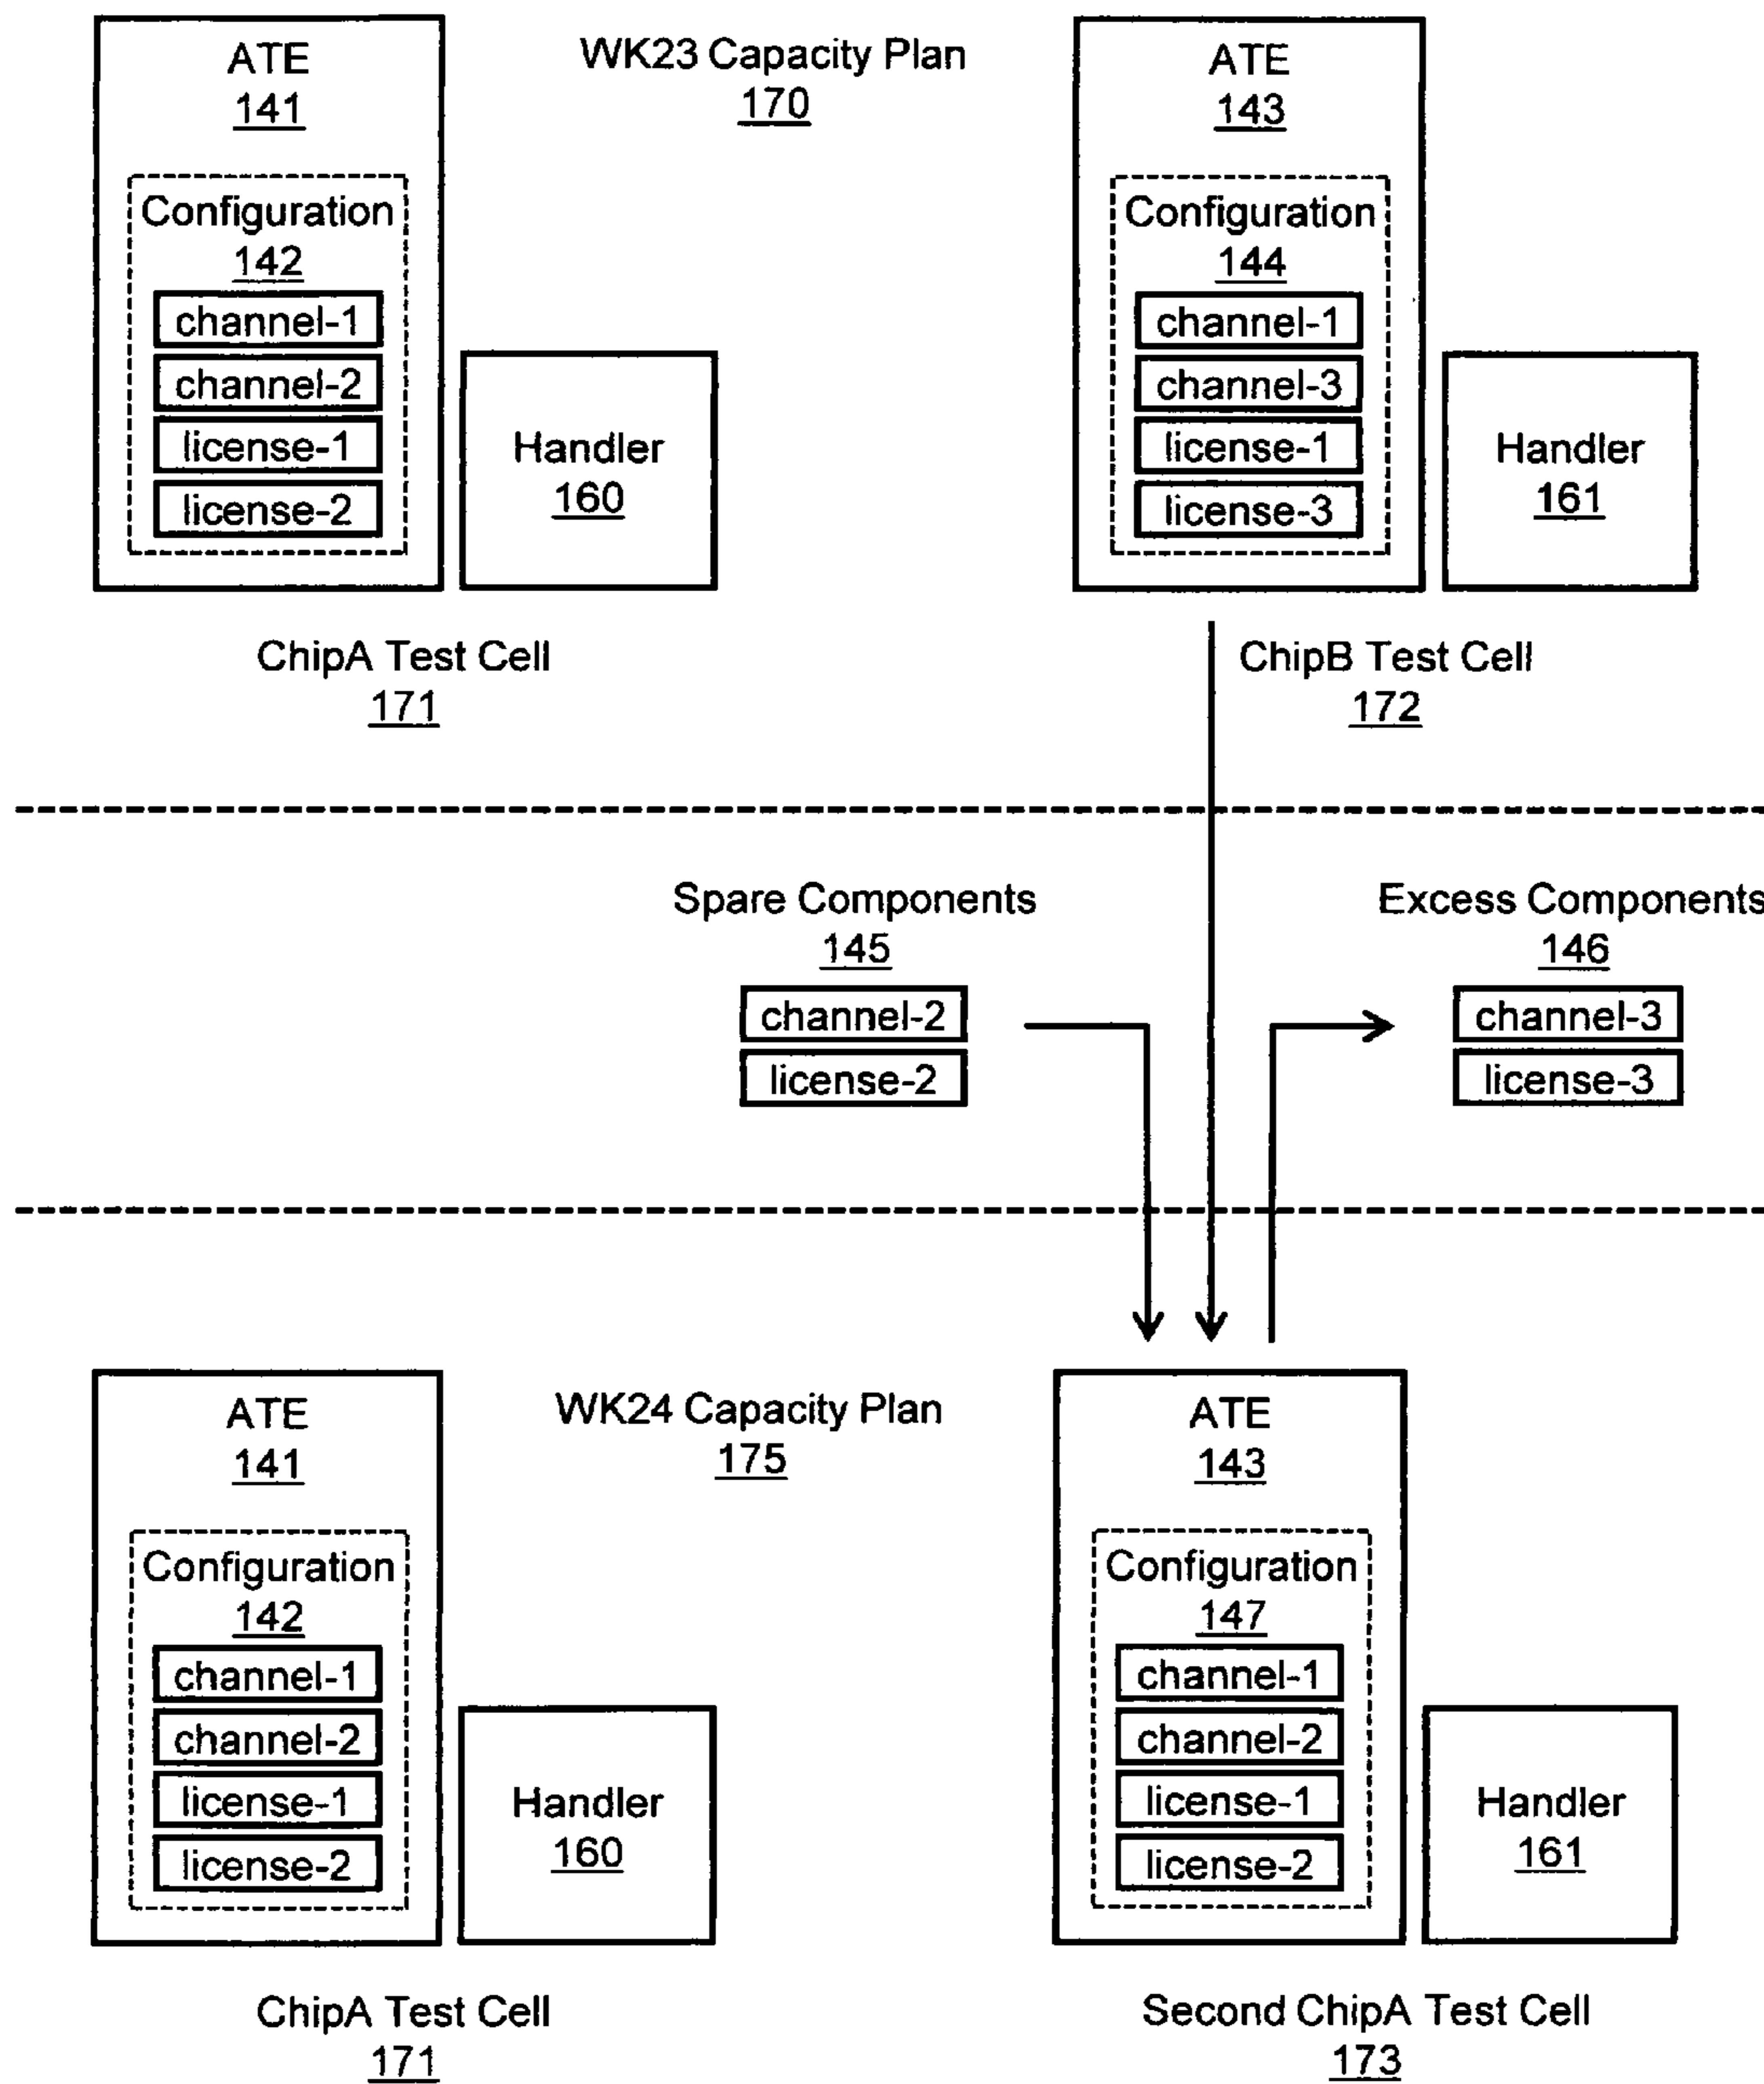 ATE
141
Configuration
142
channel-1
channel-2
license-1
license-2
Handler
160
ChipA Test Cell
171
WK23 Capacity Plan
170
ATE
143
Configuration
144
channel-1
channel-3
license-1
license-3
Handler
161
ChipB Test Cell
172
Spare Components
145
channel-2
license-2
Excess Components
146
channel-3
license-3
ATE
141
Configuration
142
channel-1
channel-2
license-1
license-2
Handler
160
ChipA Test Cell
171
WK24 Capacity Plan
175
ATE
143
Configuration
147
channel-1
channel-2
license-1
license-2
Handler
161
Second ChipA Test Cell
173